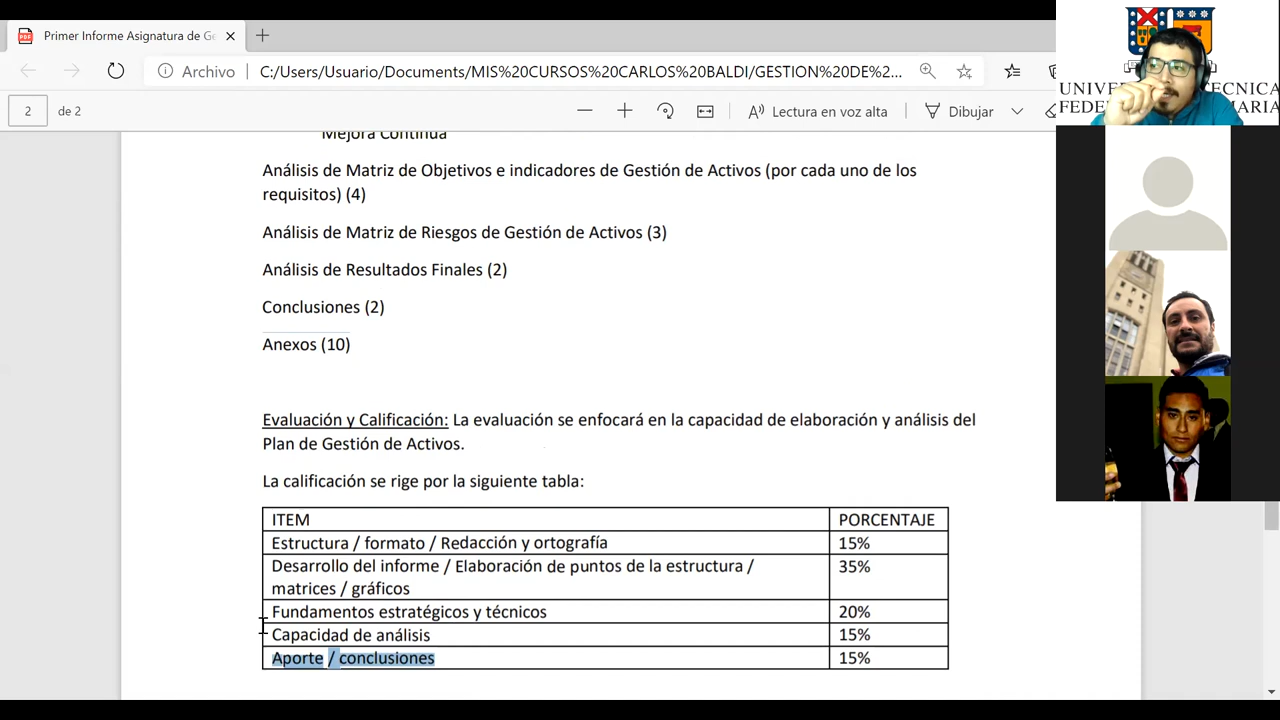 Primer Informe Asignatura de Ge
Archivo
C:/Users/Usuario/Documents/MIS%20CURSOS%20CARLOS%20BALDI/GESTION%20DE%2...
2
de 2
Lectura en voz alta
Dibujar
Mejora Continua
Análisis de Matriz de Objetivos e indicadores de Gestión de Activos (por cada uno de los
requisitos) (4)
Análisis de Matriz de Riesgos de Gestión de Activos (3)
Análisis de Resultados Finales (2)
Conclusiones (2)
Anexos (10)
Evaluación y Calificación: La evaluación se enfocará en la capacidad de elaboración y análisis del
Plan de Gestión de Activos.
La calificación se rige por la siguiente tabla:
ITEM PORCENTAJE
Estructura / formato / Redacción y ortografía 15%
Desarrollo del informe / Elaboración de puntos de la estructura / 35%
matrices / gráficos
Fundamentos estratégicos y técnicos 20%
Capacidad de análisis 15%
Aporte / conclusiones 15%